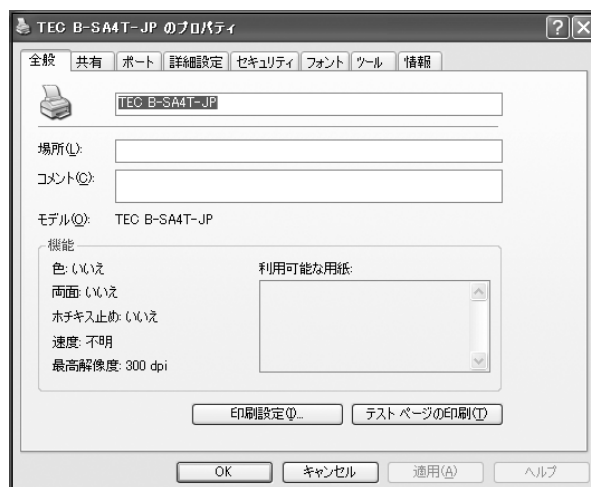 TEC B-SA4T-JP のプロパティ
全般 共有 ポート 詳細設定 セキュリティ フォント ツール 情報
TEC B-SA4T-JP
場所(L):
コメント(C):
モデル(O): TEC B-SA4T-JP
機能
色: いいえ 利用可能な用紙:
両面: いいえ
ホチキス止め: いいえ
速度: 不明
最高解像度: 300 dpi
印刷設定(I)... テスト ページの印刷(T)
OK キャンセル 適用(A) ヘルプ